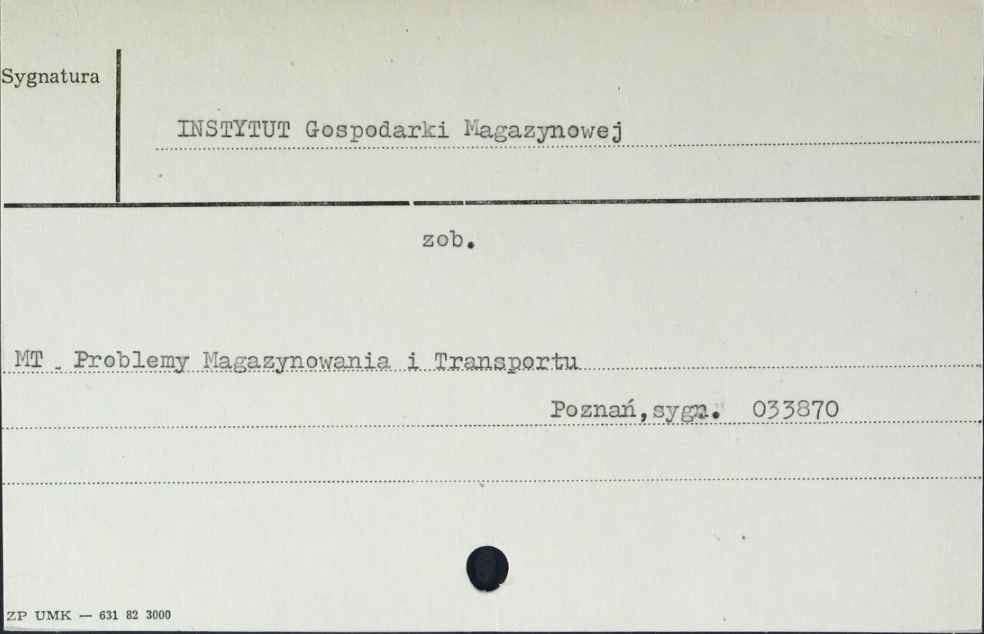 Sygnatura
INSTYTUT Gospodarki Magazynowej
zob.
MT - Problemy Magazynowania i Transportu
Poznań, sygn. 033870
ZP UMK — 631 82 3000